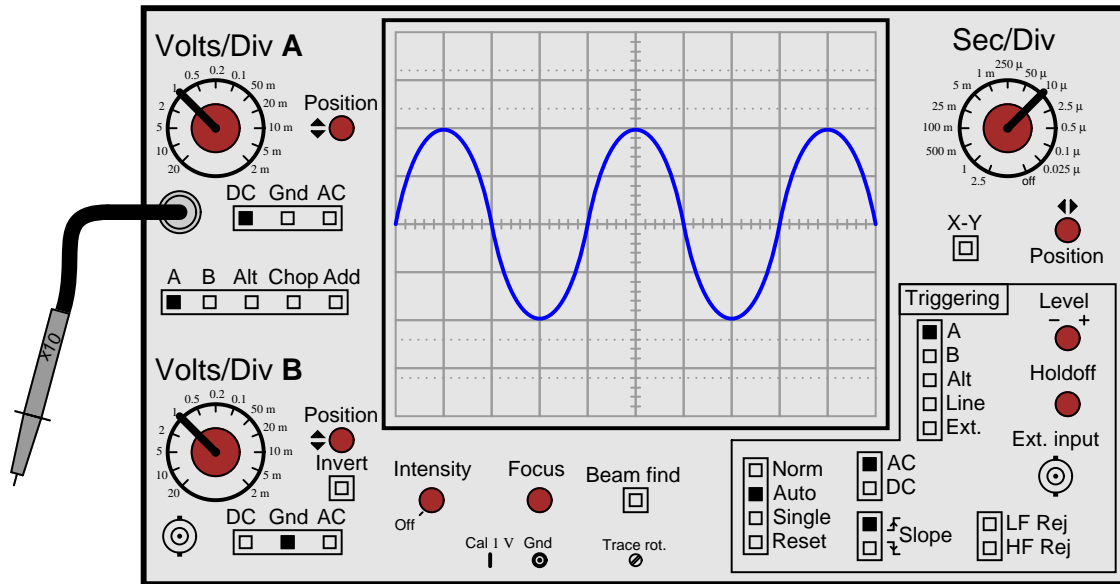 Volts/Div A
0.5 0.2 0.1
1 50 m
2 20 m
5 10 m
10 5 m
20 2 m
Position
DC Gnd AC
A B Alt Chop Add
X10
Volts/Div B
0.5 0.2 0.1
1 50 m
2 20 m
5 10 m
10 5 m
20 2 m
Position
Invert
DC Gnd AC
Intensity
Off
Focus
Beam find
Cal 1 V Gnd
Trace rot.
Sec/Div
250 µ
1 m 50 µ
5 m 10 µ
25 m 2.5 µ
100 m 0.5 µ
500 m 0.1 µ
1 0.025 µ
2.5 off
X-Y
Position
Triggering
A
B
Alt
Line
Ext.
Level
− +
Holdoff
Ext. input
Norm
Auto
Single
Reset
AC
DC
Slope
LF Rej
HF Rej